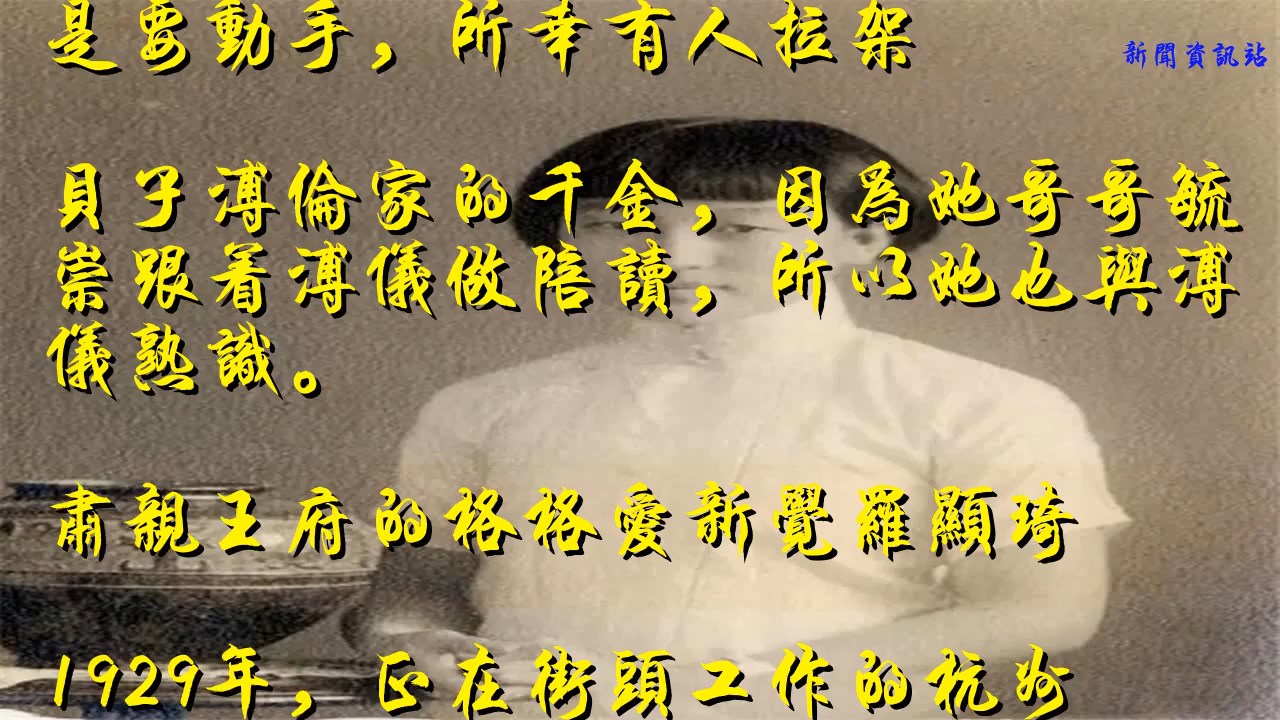 是要動手，所幸有人拉架
新聞資訊站
貝子溥倫家的千金，因為她哥哥毓
崇跟着溥儀做陪讀，所以她也與溥
儀熟識。
肅親王府的格格愛新覺羅顯琦
1929年，正在街頭工作的杭州